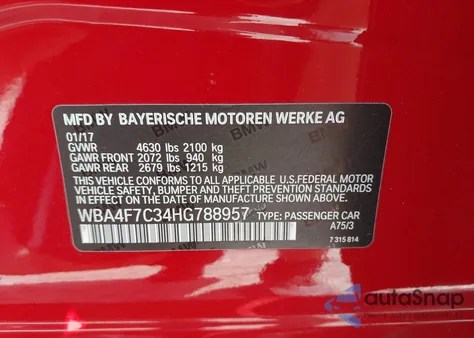 MFD BY BAYERISCHE MOTOREN WERKE AG
01/17
GVWR 4630 lbs 2100 kg
GAWR FRONT 2072 lbs 940 kg
GAWR REAR 2679 lbs 1215 kg
THIS VEHICLE CONFORMS TO ALL APPLICABLE U.S.FEDERAL MOTOR
VEHICLE SAFETY, BUMPER AND THEFT PREVENTION STANDARDS
IN EFFECT ON THE DATE OF MANUFACTURE SHOWN ABOVE.
WBA4F7C34HG788957 TYPE: PASSENGER CAR
A75/3
7 315 814
autoSnap